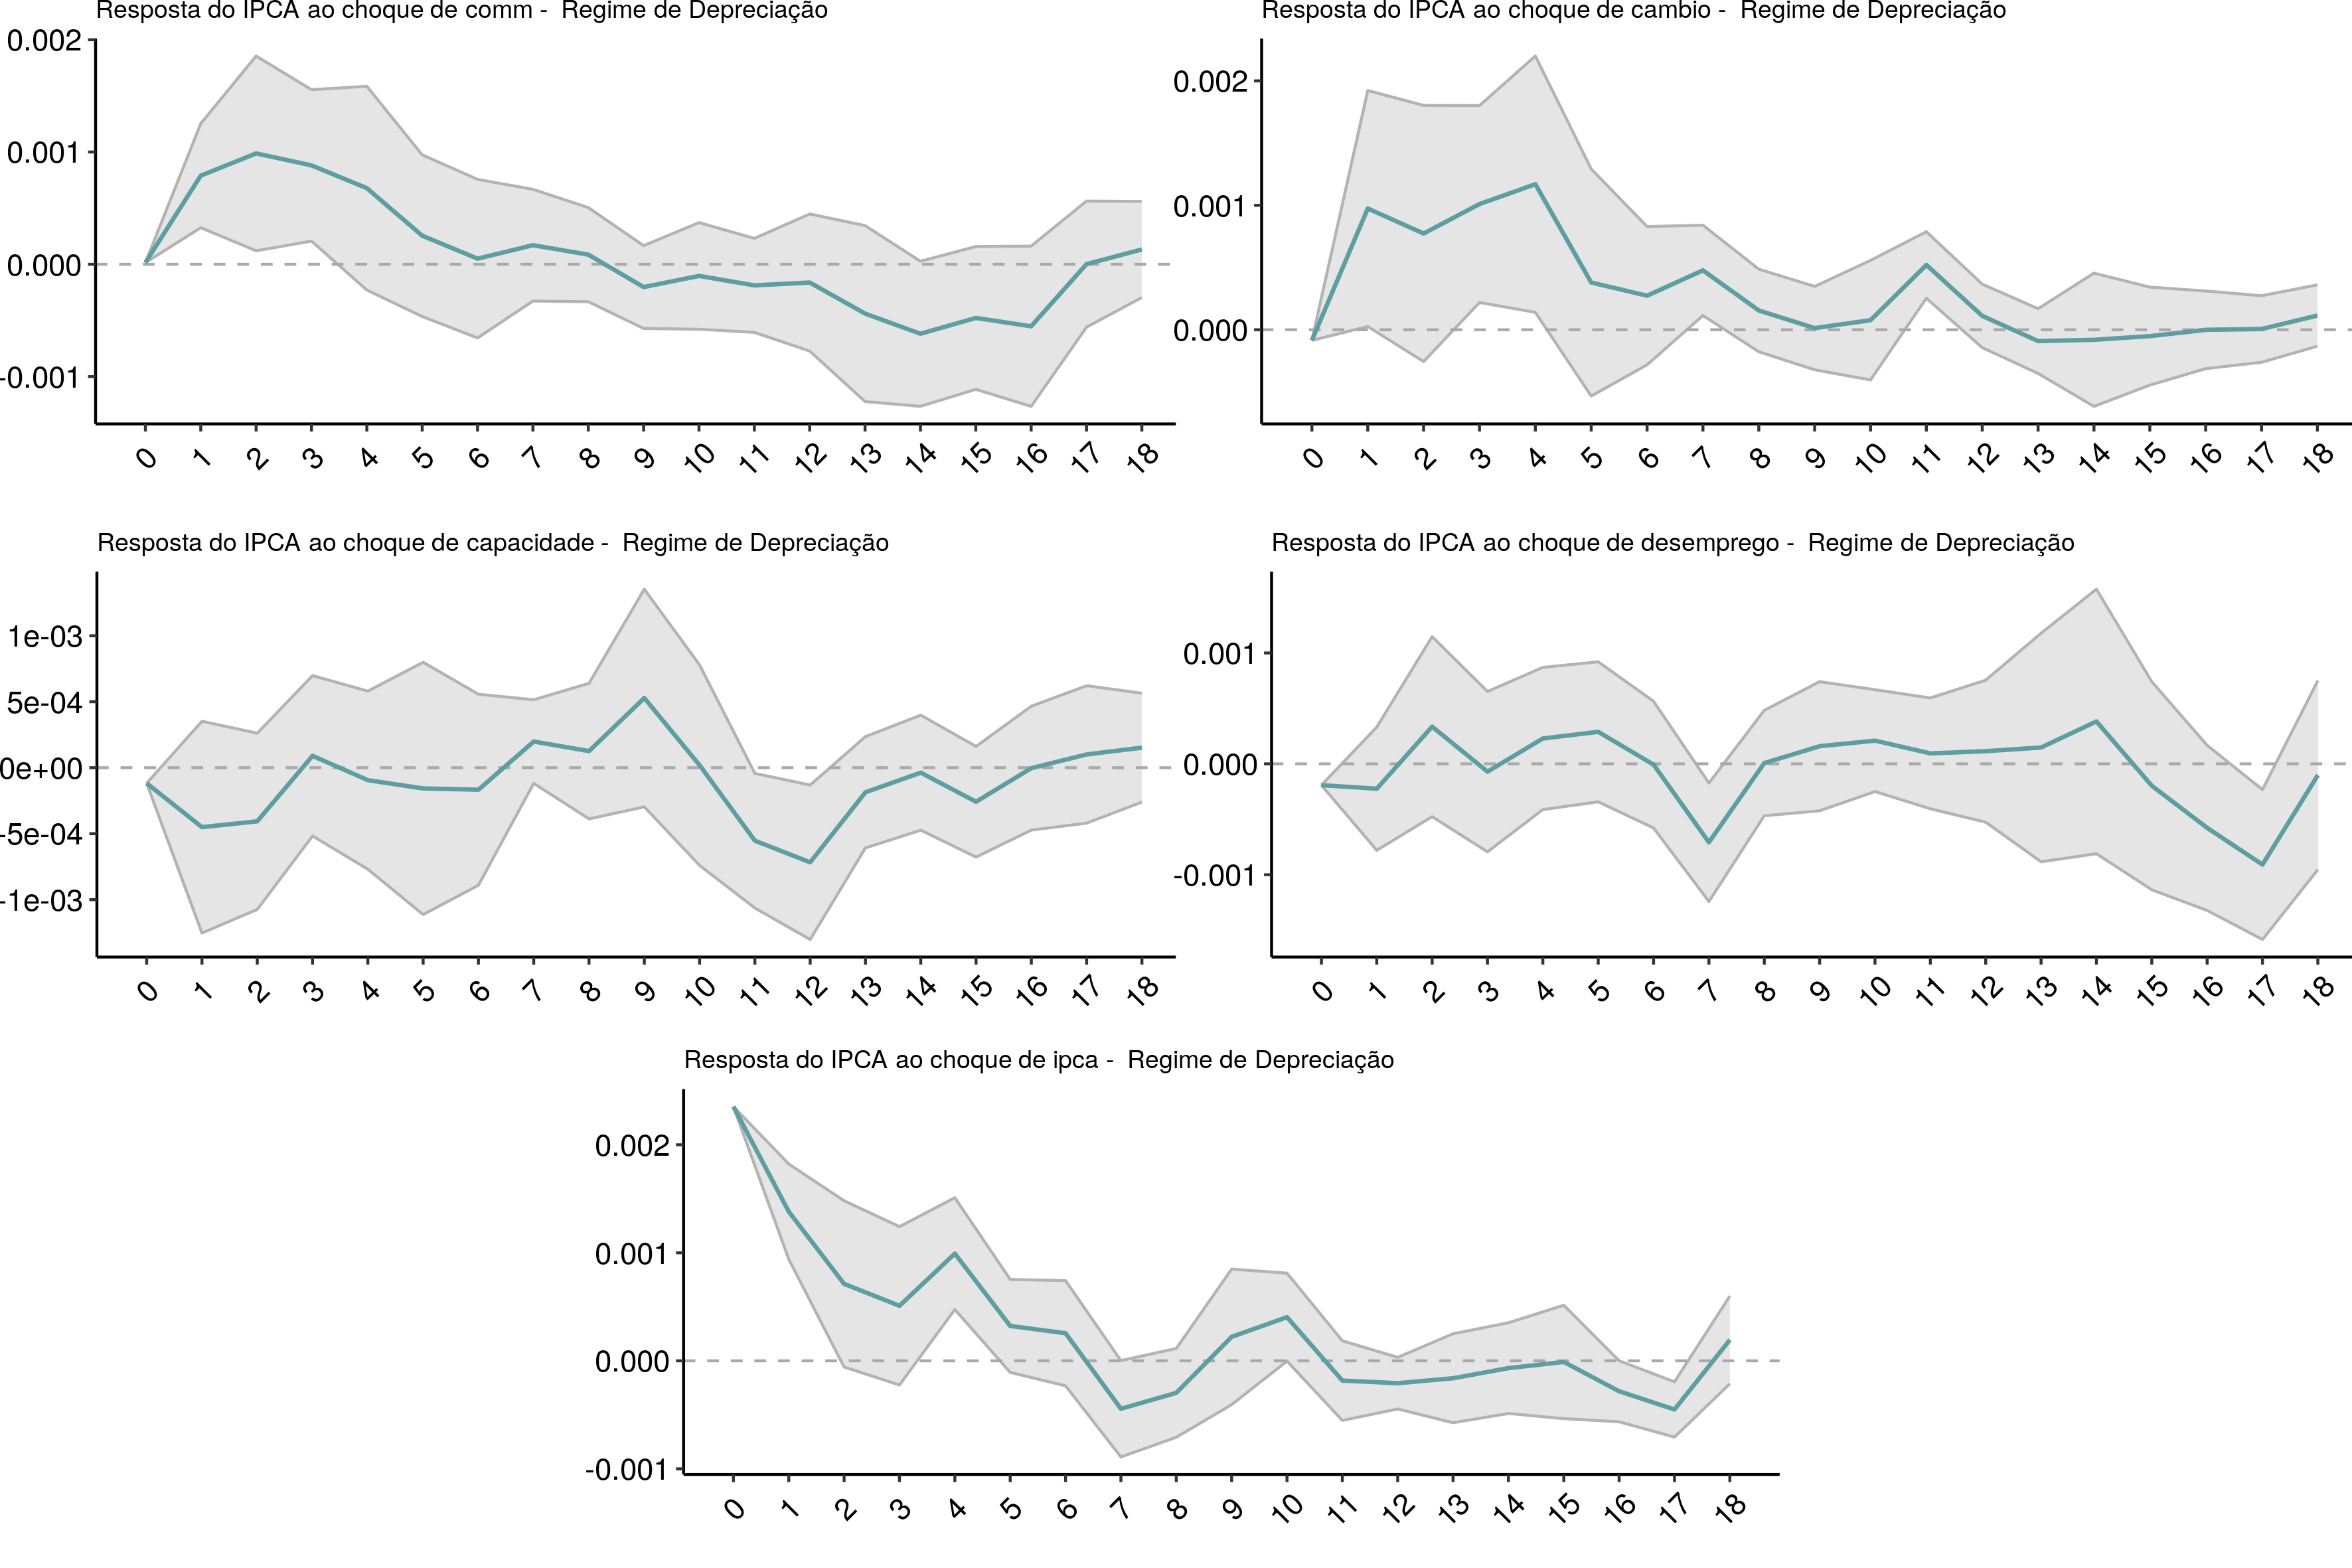 Resposta do IPCA ao choque de comm -  Regime de Depreciação
0.002
0.001
0.000
-0.001
0 1 2 3 4 5 6 7 8 9 10 11 12 13 14 15 16 17 18
Resposta do IPCA ao choque de cambio -  Regime de Depreciação
0.002
0.001
0.000
0 1 2 3 4 5 6 7 8 9 10 11 12 13 14 15 16 17 18
Resposta do IPCA ao choque de capacidade -  Regime de Depreciação
1e-03
5e-04
0e+00
-5e-04
-1e-03
0 1 2 3 4 5 6 7 8 9 10 11 12 13 14 15 16 17 18
Resposta do IPCA ao choque de desemprego -  Regime de Depreciação
0.001
0.000
-0.001
0 1 2 3 4 5 6 7 8 9 10 11 12 13 14 15 16 17 18
Resposta do IPCA ao choque de ipca -  Regime de Depreciação
0.002
0.001
0.000
-0.001
0 1 2 3 4 5 6 7 8 9 10 11 12 13 14 15 16 17 18